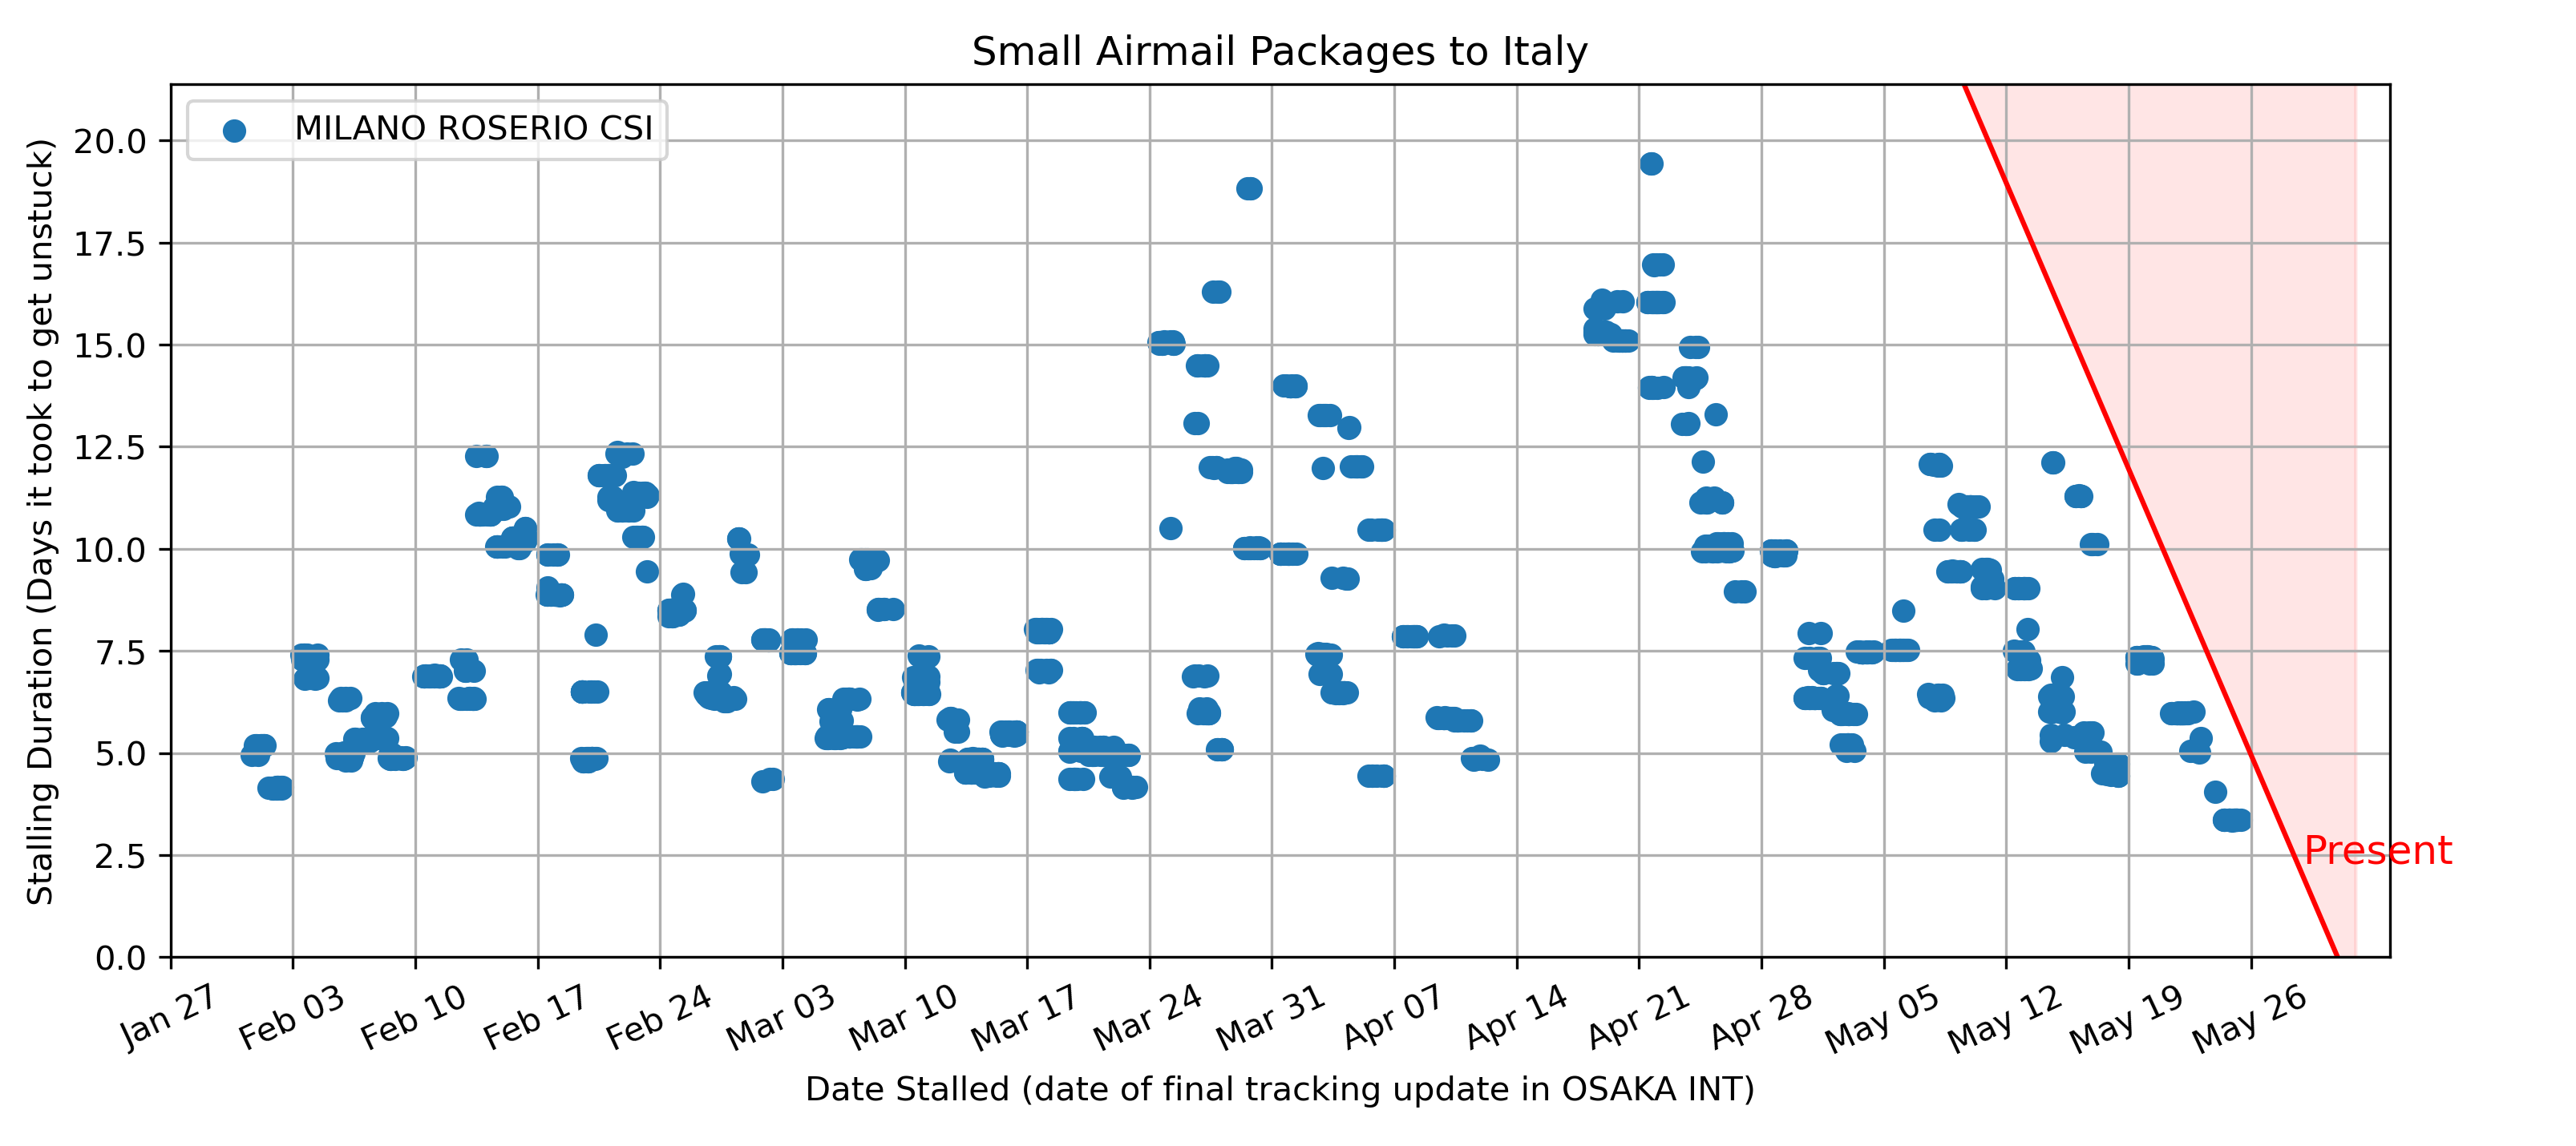 Small Airmail Packages to Italy
MILANO ROSERIO CSI
Stalling Duration (Days it took to get unstuck)
20.0
17.5
15.0
12.5
10.0
7.5
5.0
2.5
0.0
Present
Jan 27
Feb 03
Feb 10
Feb 17
Feb 24
Mar 03
Mar 10
Mar 17
Mar 24
Mar 31
Apr 07
Apr 14
Apr 21
Apr 28
May 05
May 12
May 19
May 26
Date Stalled (date of final tracking update in OSAKA INT)